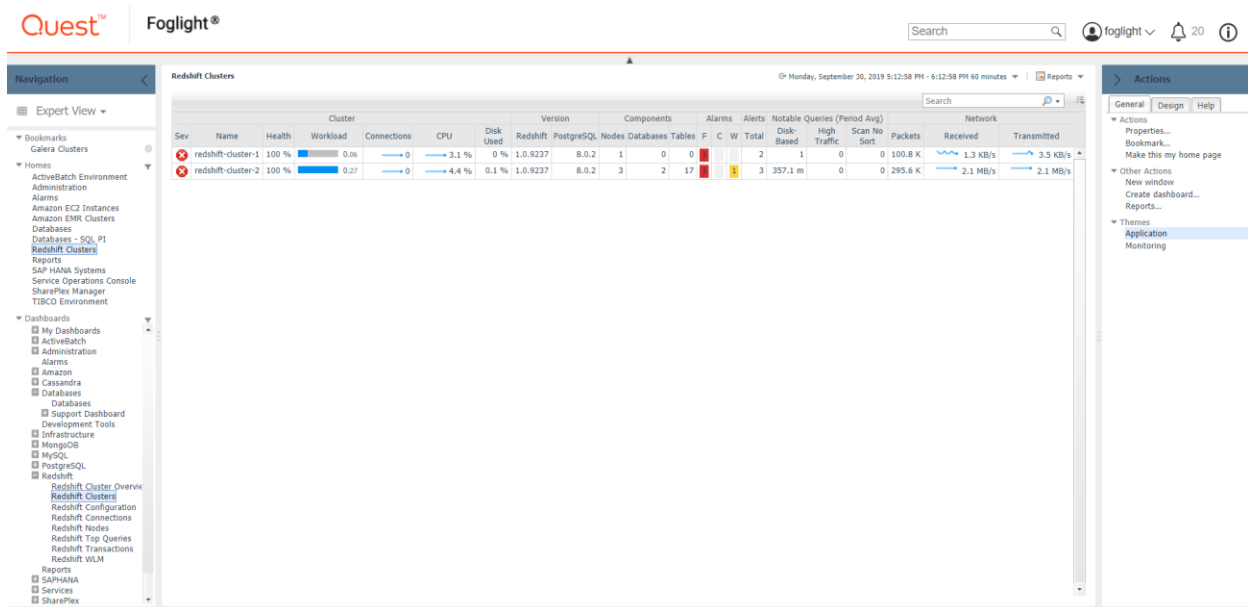 Quest™
Foglight®
Search
foglight
20
Navigation
Expert View
Bookmarks
Galera Clusters
Homes
ActiveBatch Environment
Administration
Alarms
Amazon EC2 Instances
Amazon EMR Clusters
Databases
Databases - SQL PI
Redshift Clusters
Reports
SAP HANA Systems
Service Operations Console
SharePlex Manager
TIBCO Environment
Dashboards
My Dashboards
ActiveBatch
Administration
Alarms
Amazon
Cassandra
Databases
Databases
Support Dashboard
Development Tools
Infrastructure
MongoDB
MySQL
PostgreSQL
Redshift
Redshift Cluster Overvie
Redshift Clusters
Redshift Configuration
Redshift Connections
Redshift Nodes
Redshift Top Queries
Redshift Transactions
Redshift WLM
Reports
SAPHANA
Services
SharePlex
Redshift Clusters
Monday, September 30, 2019 5:12:58 PM - 6:12:58 PM 60 minutes
Reports
Search
Cluster Version Components Alarms Alerts Notable Queries (Period Avg) Network
Sev Name Health Workload Connections CPU Disk Used Redshift PostgreSQL Nodes Databases Tables F C W Total Disk-Based High Traffic Scan No Sort Packets Received Transmitted
redshift-cluster-1 100 % 0.06 0 3.1 % 0 % 1.0.9237 8.0.2 1 0 0 1 2 1 0 0 100.8 K 1.3 KB/s 3.5 KB/s
redshift-cluster-2 100 % 0.27 0 4.4 % 0.1 % 1.0.9237 8.0.2 3 2 17 1 1 3 357.1 m 0 0 295.6 K 2.1 MB/s 2.1 MB/s
Actions
General Design Help
Actions
Properties...
Bookmark...
Make this my home page
Other Actions
New window
Create dashboard...
Reports...
Themes
Application
Monitoring